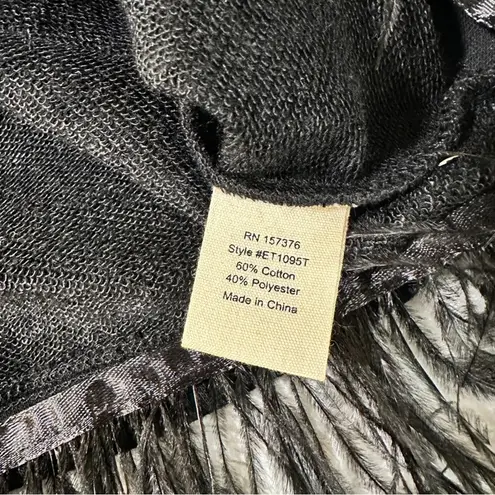 RN 157376
Style #ET1095T
60% Cotton
40% Polyester
Made in China